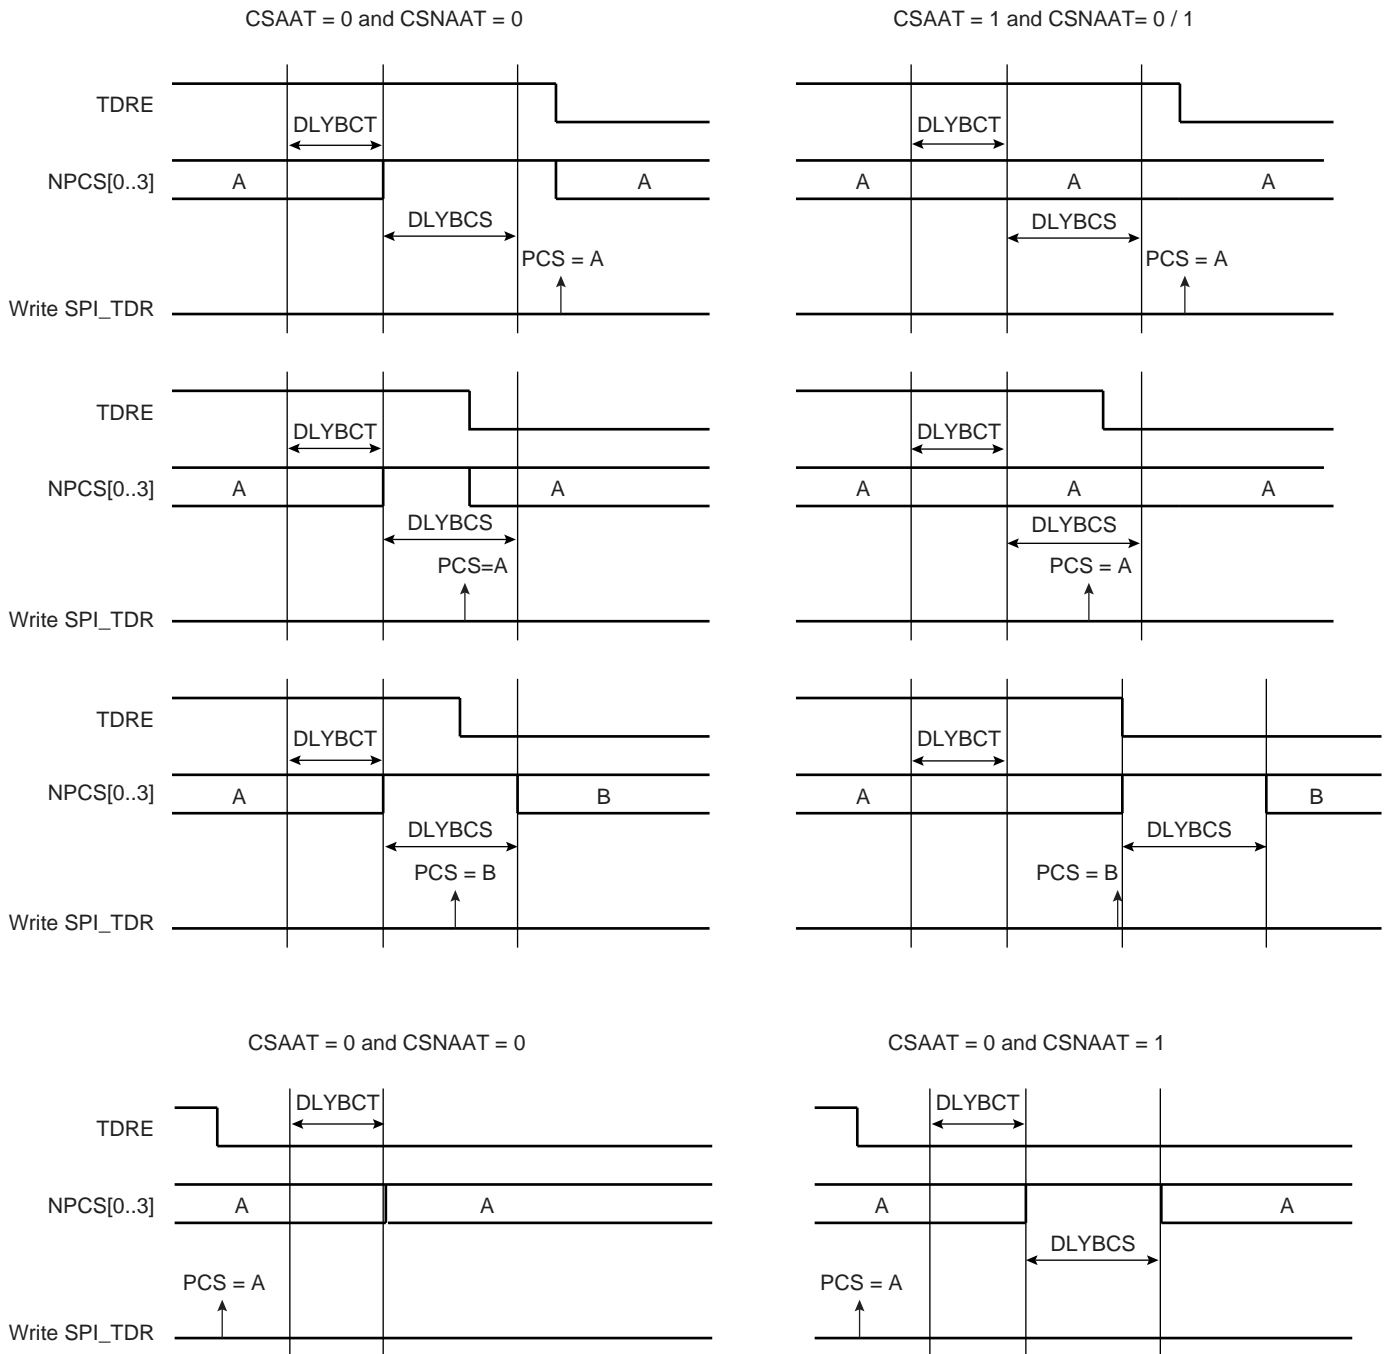 CSAAT = 0 and CSNAAT = 0
CSAAT = 1 and CSNAAT= 0 / 1
TDRE
DLYBCT
DLYBCT
NPCS[0..3]
A
A
A
A
A
DLYBCS
DLYBCS
PCS = A
PCS = A
Write SPI_TDR
TDRE
DLYBCT
DLYBCT
NPCS[0..3]
A
A
A
A
A
DLYBCS
DLYBCS
PCS=A
PCS = A
Write SPI_TDR
TDRE
DLYBCT
DLYBCT
NPCS[0..3]
A
B
A
B
DLYBCS
DLYBCS
PCS = B
PCS = B
Write SPI_TDR
CSAAT = 0 and CSNAAT = 0
CSAAT = 0 and CSNAAT = 1
DLYBCT
DLYBCT
TDRE
NPCS[0..3]
A
A
A
A
DLYBCS
PCS = A
PCS = A
Write SPI_TDR